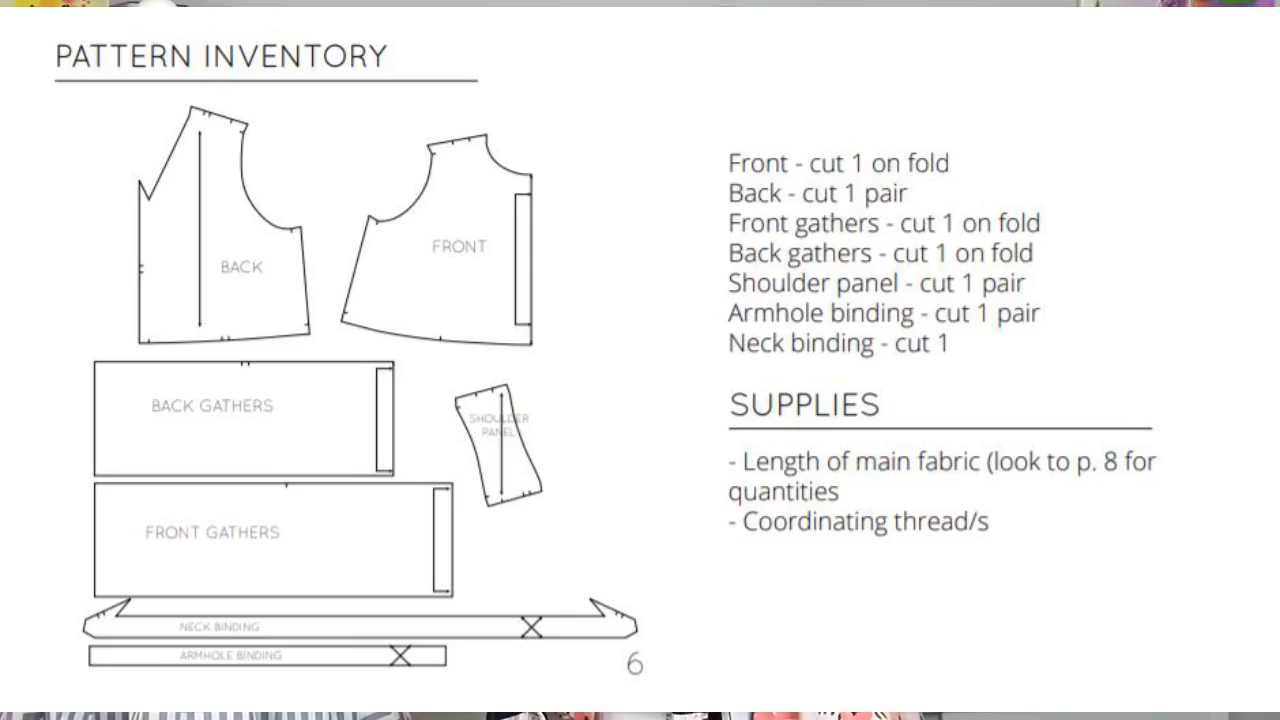 PATTERN INVENTORY
BACK
FRONT
BACK GATHERS
SHOULDER
PANEL
FRONT GATHERS
NECK BINDING
ARMHOLE BINDING
6
Front - cut 1 on fold
Back - cut 1 pair
Front gathers - cut 1 on fold
Back gathers - cut 1 on fold
Shoulder panel - cut 1 pair
Armhole binding - cut 1 pair
Neck binding - cut 1
SUPPLIES
- Length of main fabric (look to p. 8 for
quantities
- Coordinating thread/s